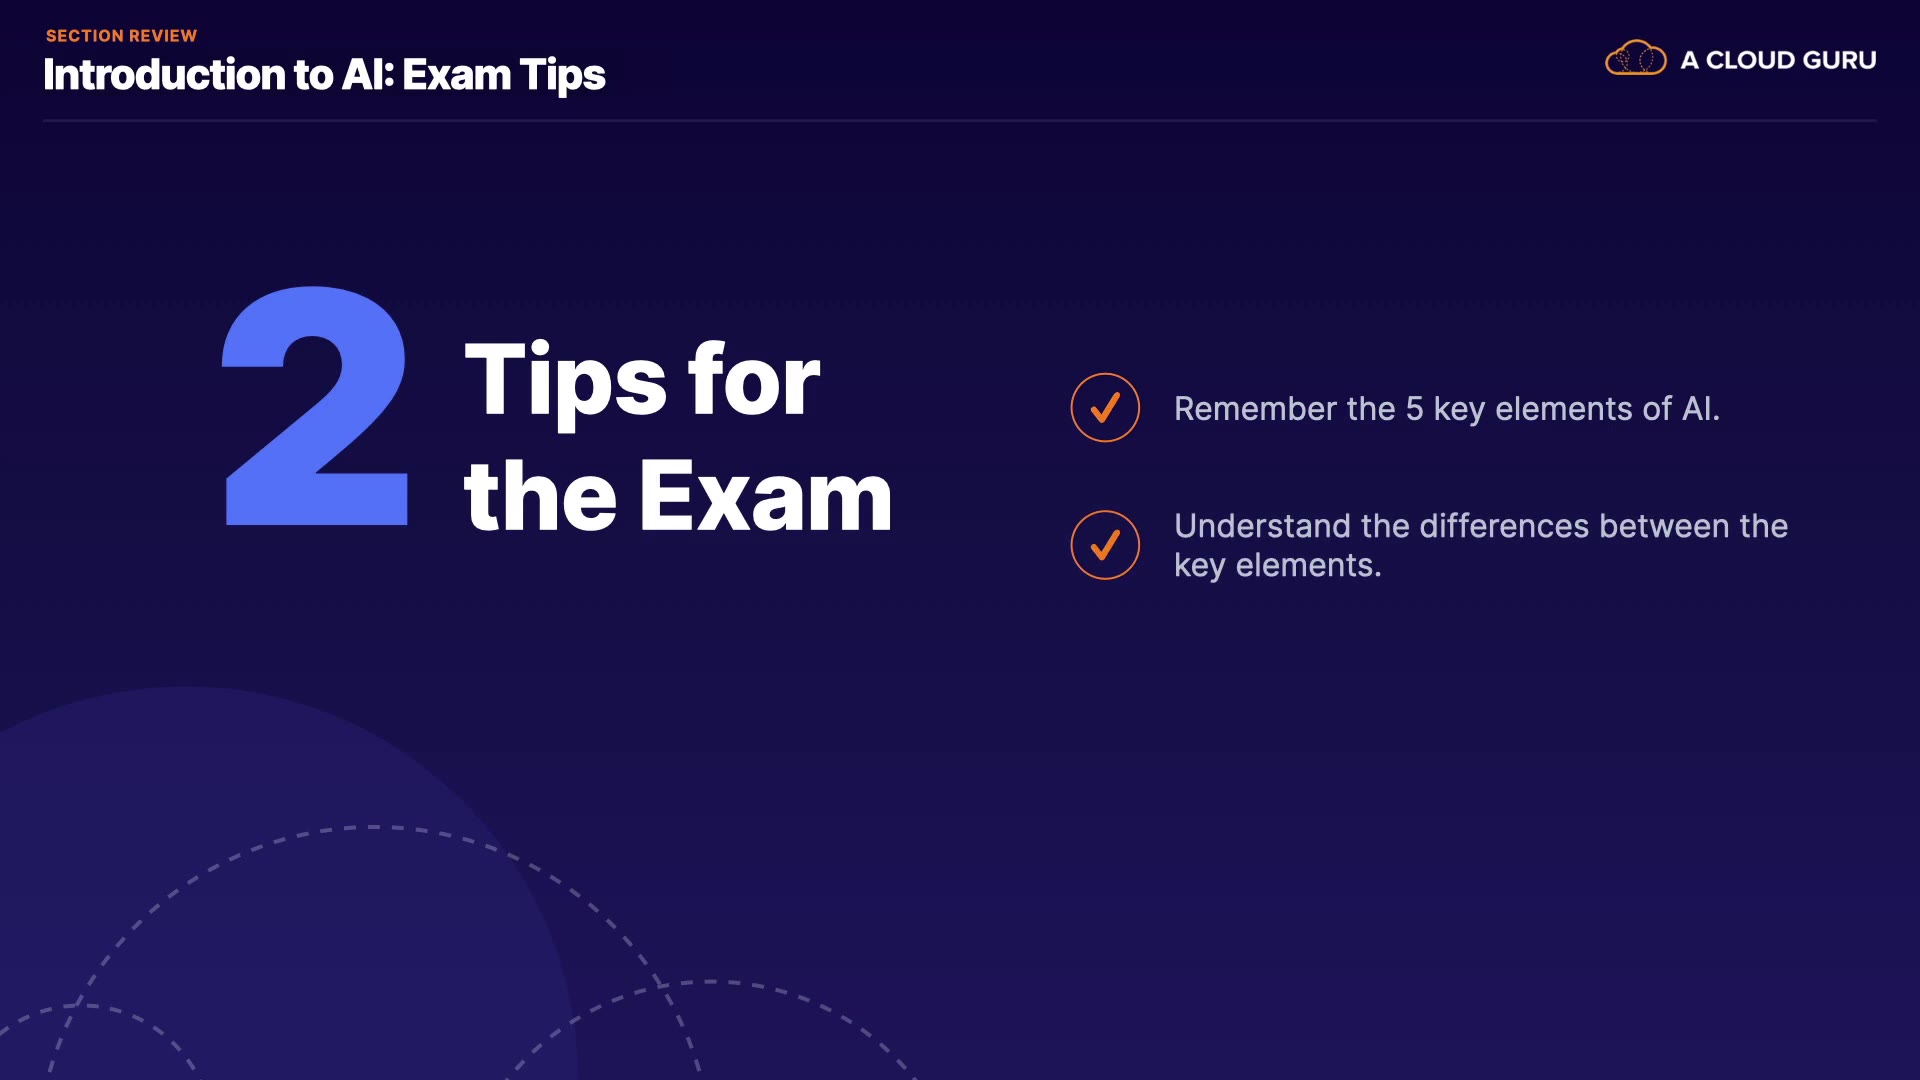 SECTION REVIEW
Introduction to AI: Exam Tips
A CLOUD GURU
2
Tips for
the Exam
Remember the 5 key elements of AI.
Understand the differences between the
key elements.